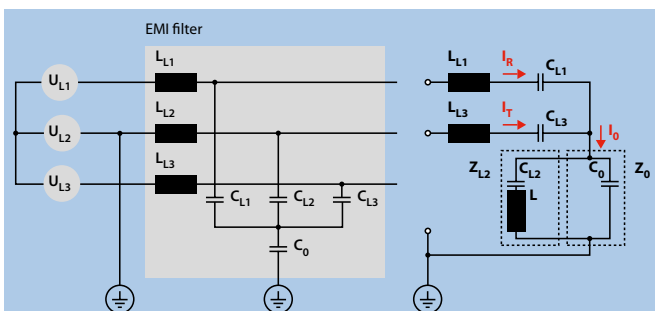 EMI filter
L_L1
U_L1
L_L2
U_L2
L_L3
U_L3
C_L1
C_L2
C_L3
C_0
L_L1
I_R
C_L1
L_L3
I_T
C_L3
I_0
Z_L2
C_L2
C_0
Z_0
L